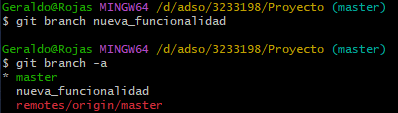 Geraldo@Rojas MINGW64 /d/adso/3233198/Proyecto (master)
$ git branch nueva_funcionalidad
Geraldo@Rojas MINGW64 /d/adso/3233198/Proyecto (master)
$ git branch -a
* master
nueva_funcionalidad
remotes/origin/master